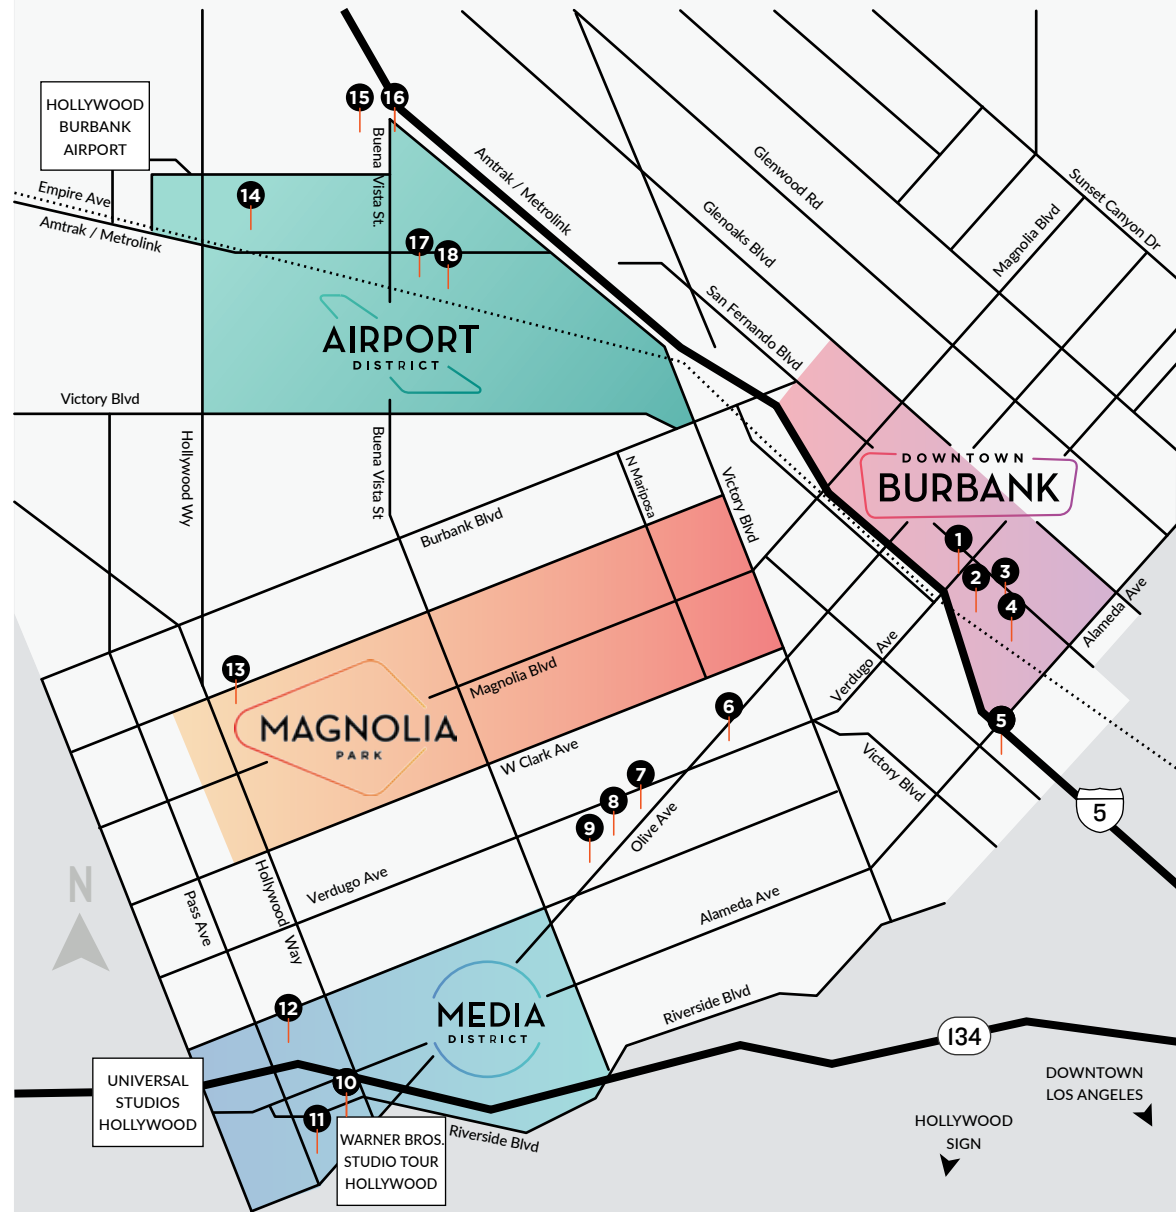 HOLLYWOOD
BURBANK
AIRPORT
15
16
Buena Vista St.
Amtrak / Metrolink
Glenwood Rd
Sunset Canyon Dr
Empire Ave
Amtrak / Metrolink
14
17
18
Glenoaks Blvd
Magnolia Blvd
San Fernando Blvd
AIRPORT
DISTRICT
Victory Blvd
Hollywood Wy
Buena Vista St
Burbank Blvd
N Mariposa
Victory Blvd
DOWNTOWN
BURBANK
1
2
3
4
Alameda Ave
Verdugo Ave
5
13
MAGNOLIA
PARK
Magnolia Blvd
W Clark Ave
6
7
8
9
Olive Ave
Victory Blvd
5
N
Pass Ave
Hollywood Way
Verdugo Ave
Alameda Ave
Riverside Blvd
12
MEDIA
DISTRICT
134
UNIVERSAL
STUDIOS
HOLLYWOOD
10
11
WARNER BROS.
STUDIO TOUR
HOLLYWOOD
Riverside Blvd
DOWNTOWN
LOS ANGELES
HOLLYWOOD
SIGN